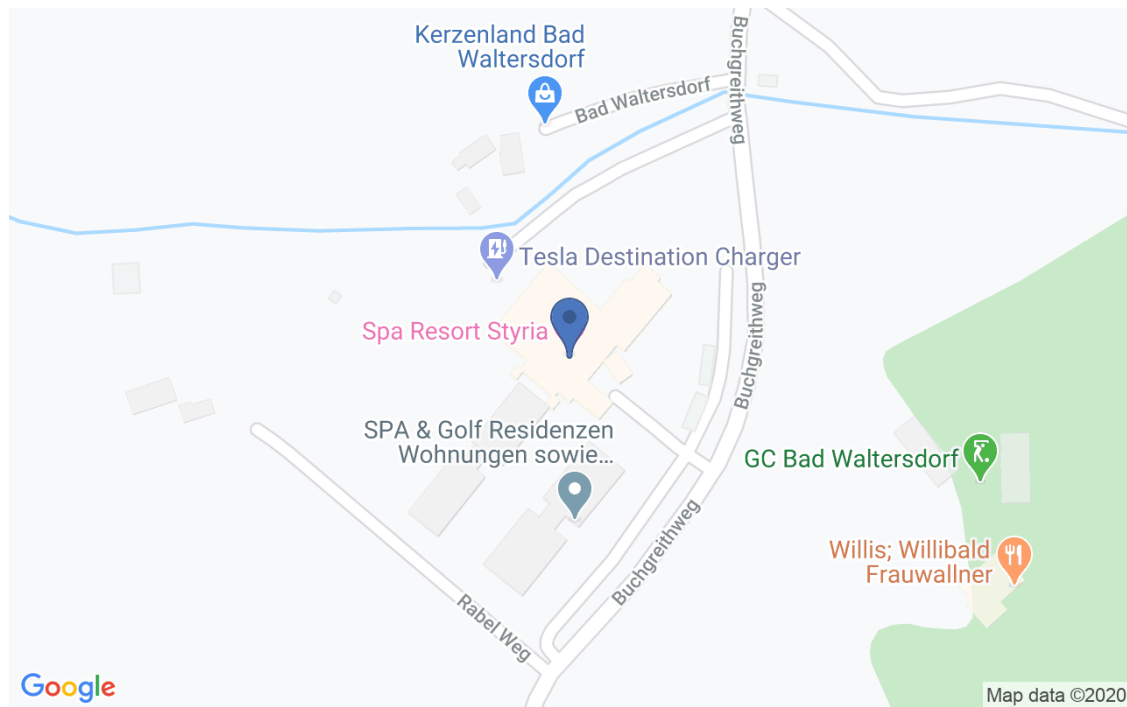 Kerzenland Bad
Waltersdorf
Bad Waltersdorf
Buchgreithweg
Tesla Destination Charger
Spa Resort Styria
Buchgreithweg
SPA & Golf Residenzen
Wohnungen sowie...
GC Bad Waltersdorf
Willis; Willibald
Frauwallner
Buchgreithweg
Rabel Weg
Google
Map data ©2020